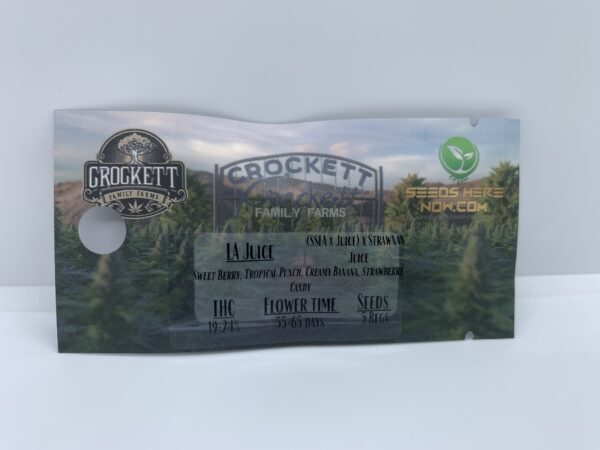 CROCKETT
FAMILY FARMS
CROCKETT
FAMILY FARMS
SEEDS HERE
NOW.COM
LA JUICE
(SSLA X JUICE) X STRAWNAN
JUICE
SWEET BERRY, TROPICAL PUNCH, CREAMY BANANA, STRAWBERRY
CANDY
THC
19-24%
FLOWER TIME
55-65 DAYS
SEEDS
5 REGS